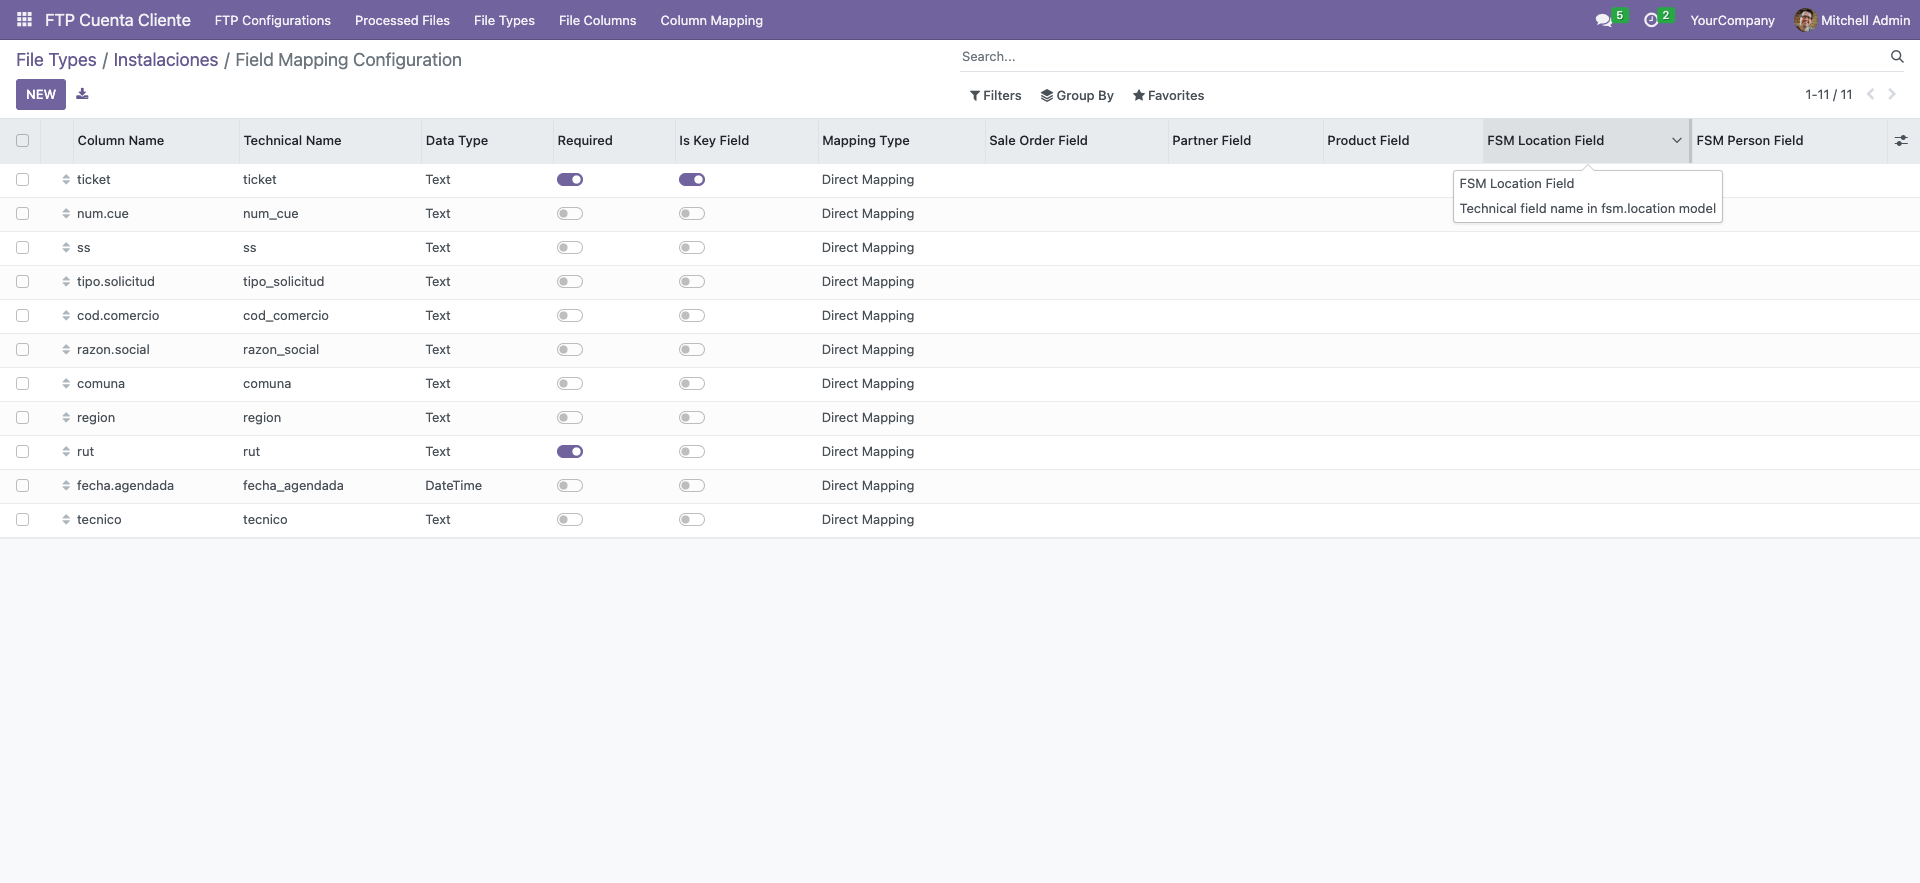 FTP Cuenta Cliente FTP Configurations Processed Files File Types File Columns Column Mapping 5 2 YourCompany Mitchell Admin
File Types / Instalaciones / Field Mapping Configuration Search...
NEW Filters Group By Favorites 1-11 / 11
Column Name Technical Name Data Type Required Is Key Field Mapping Type Sale Order Field Partner Field Product Field FSM Location Field FSM Person Field
ticket ticket Text Direct Mapping
FSM Location Field
Technical field name in fsm.location model
num.cue num_cue Text Direct Mapping
ss ss Text Direct Mapping
tipo.solicitud tipo_solicitud Text Direct Mapping
cod.comercio cod_comercio Text Direct Mapping
razon.social razon_social Text Direct Mapping
comuna comuna Text Direct Mapping
region region Text Direct Mapping
rut rut Text Direct Mapping
fecha.agendada fecha_agendada DateTime Direct Mapping
tecnico tecnico Text Direct Mapping